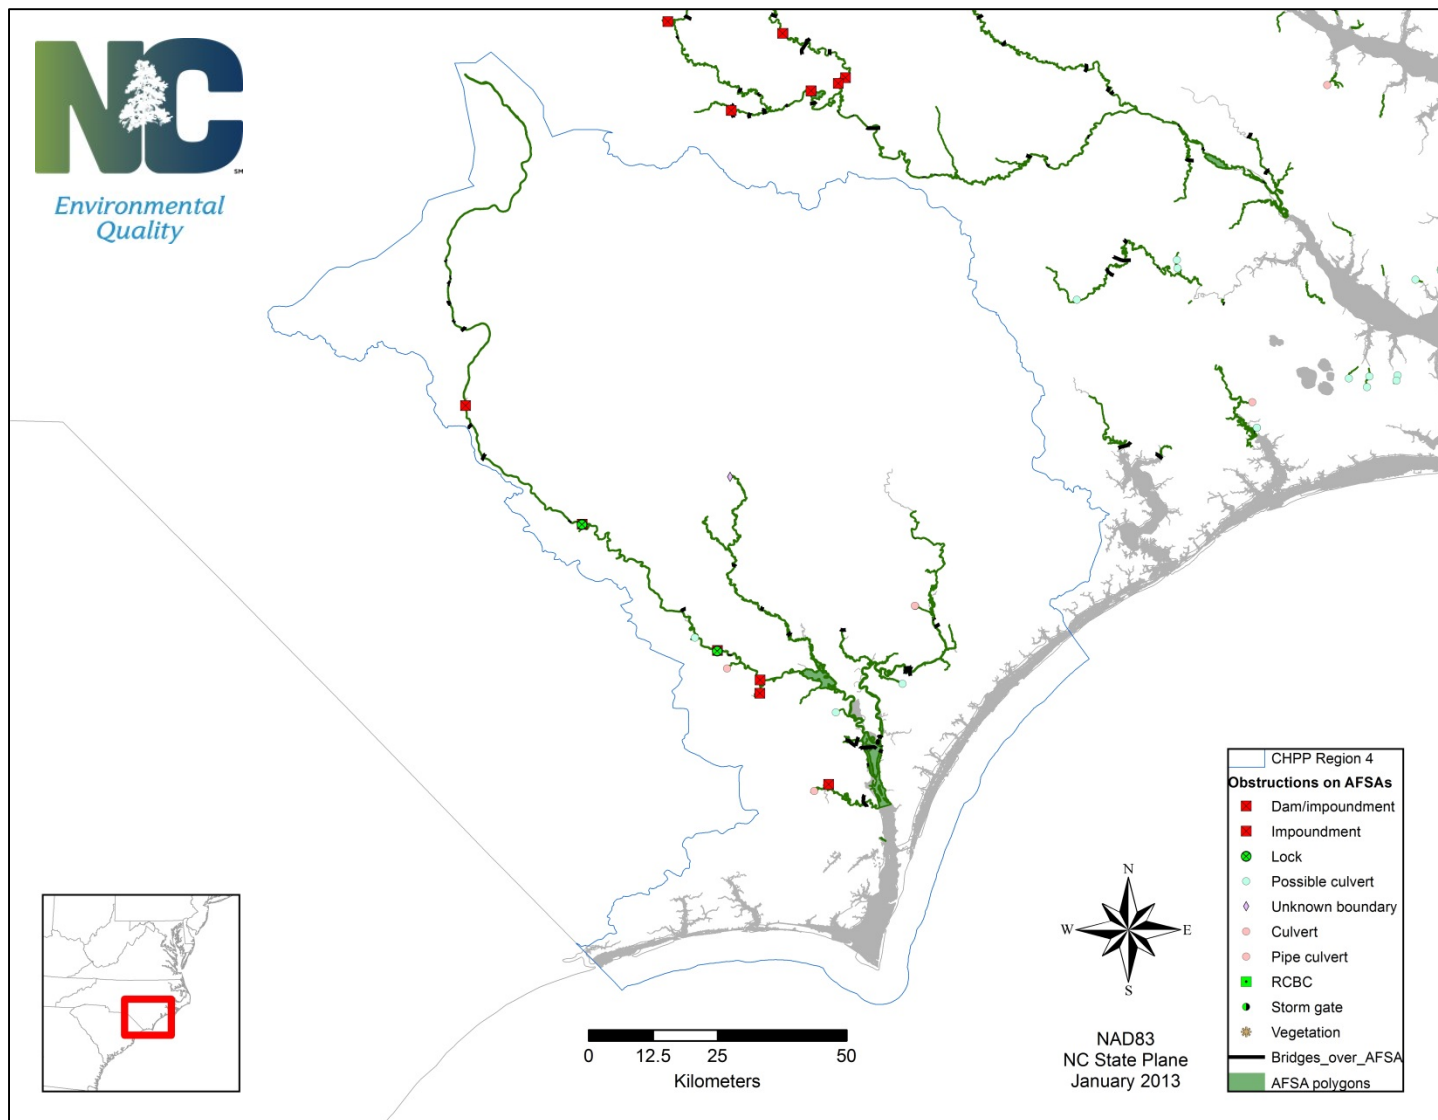 NC
SM
Environmental
Quality
CHPP Region 4
Obstructions on AFSAs
Dam/impoundment
Impoundment
Lock
Possible culvert
Unknown boundary
Culvert
Pipe culvert
RCBC
Storm gate
Vegetation
Bridges_over_AFSA
AFSA polygons
N
W E
S
0 12.5 25 50
Kilometers
NAD83
NC State Plane
January 2013